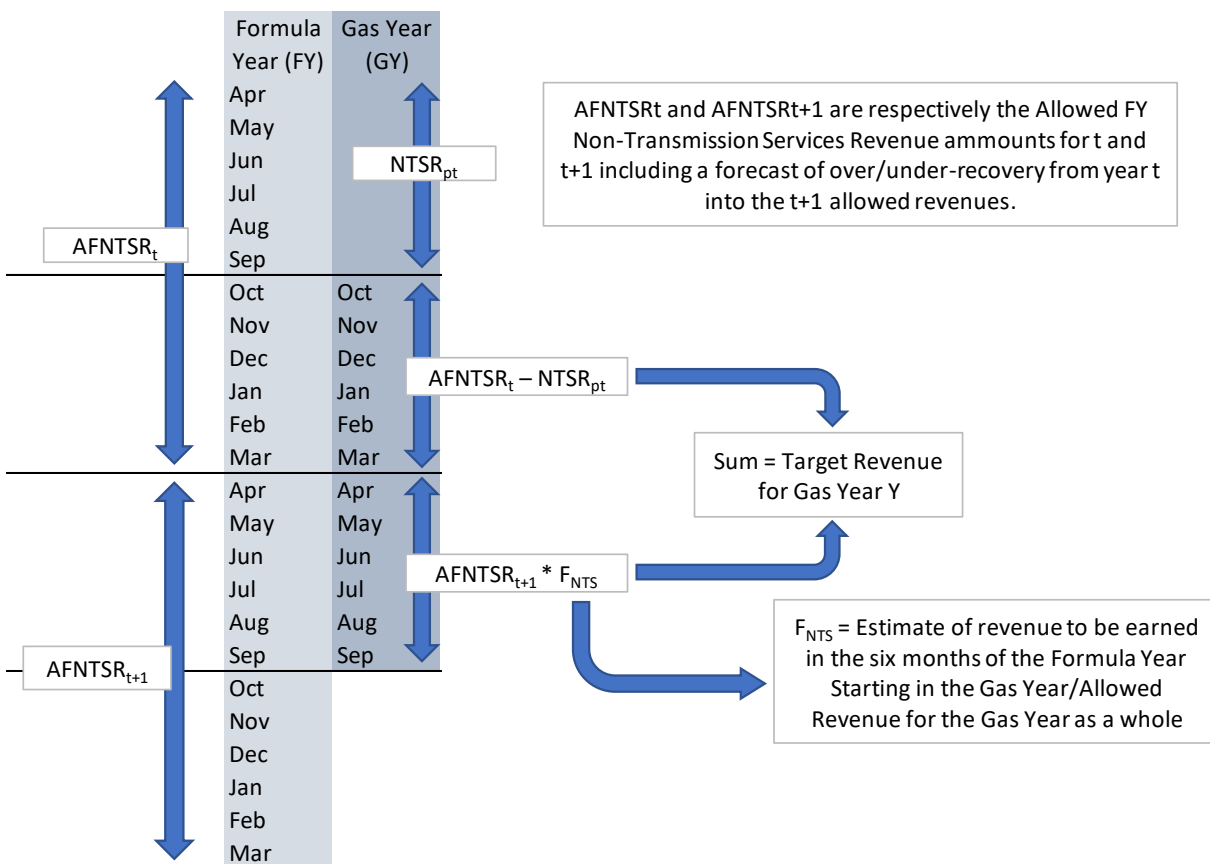 Formula
Year (FY)
Gas Year
(GY)
Apr
May
Jun
Jul
Aug
Sep
Oct
Nov
Dec
Jan
Feb
Mar
Apr
May
Jun
Jul
Aug
Sep
Oct
Nov
Dec
Jan
Feb
Mar
Oct
Nov
Dec
Jan
Feb
Mar
Apr
May
Jun
Jul
Aug
Sep
AFNTSRt
AFNTSRt+1
NTSRpt
AFNTSRt – NTSRpt
AFNTSRt+1 * FNTS
AFNTSRt and AFNTSRt+1 are respectively the Allowed FY
Non-Transmission Services Revenue ammounts for t and
t+1 including a forecast of over/under-recovery from year t
into the t+1 allowed revenues.
Sum = Target Revenue
for Gas Year Y
FNTS = Estimate of revenue to be earned
in the six months of the Formula Year
Starting in the Gas Year/Allowed
Revenue for the Gas Year as a whole